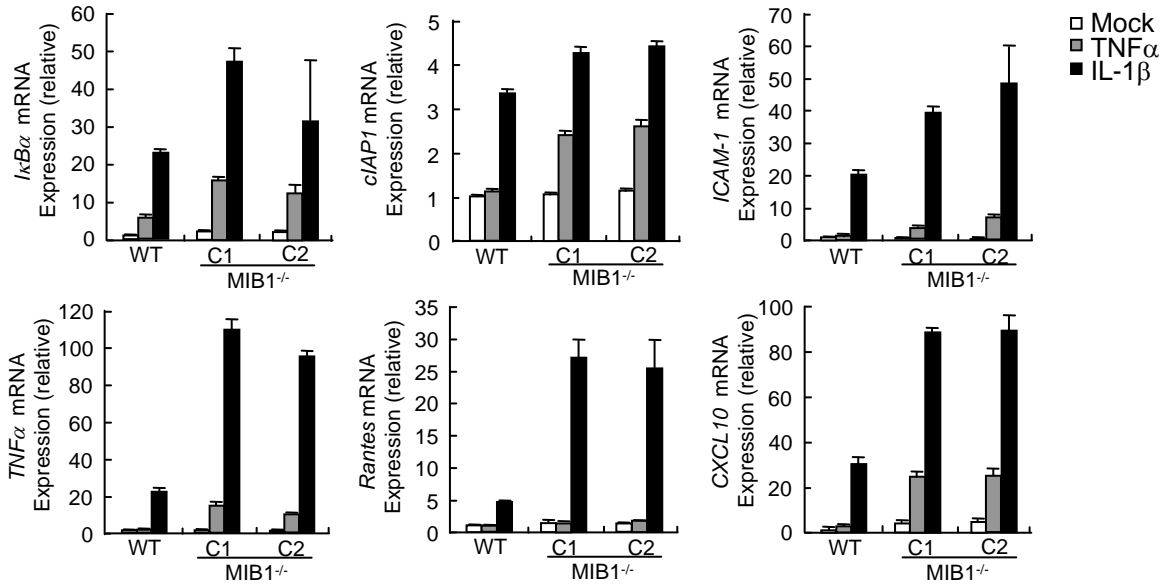 IκBα mRNA
Expression (relative)
60
50
40
30
20
10
0
WT
C1
C2
MIB1-/-
cIAP1 mRNA
Expression (relative)
5
4
3
2
1
0
WT
C1
C2
MIB1-/-
ICAM-1 mRNA
Expression (relative)
70
60
50
40
30
20
10
0
WT
C1
C2
MIB1-/-
Mock
TNFα
IL-1β
TNFα mRNA
Expression (relative)
120
100
80
60
40
20
0
WT
C1
C2
MIB1-/-
Rantes mRNA
Expression (relative)
35
30
25
20
15
10
5
0
WT
C1
C2
MIB1-/-
CXCL10 mRNA
Expression (relative)
100
80
60
40
20
0
WT
C1
C2
MIB1-/-